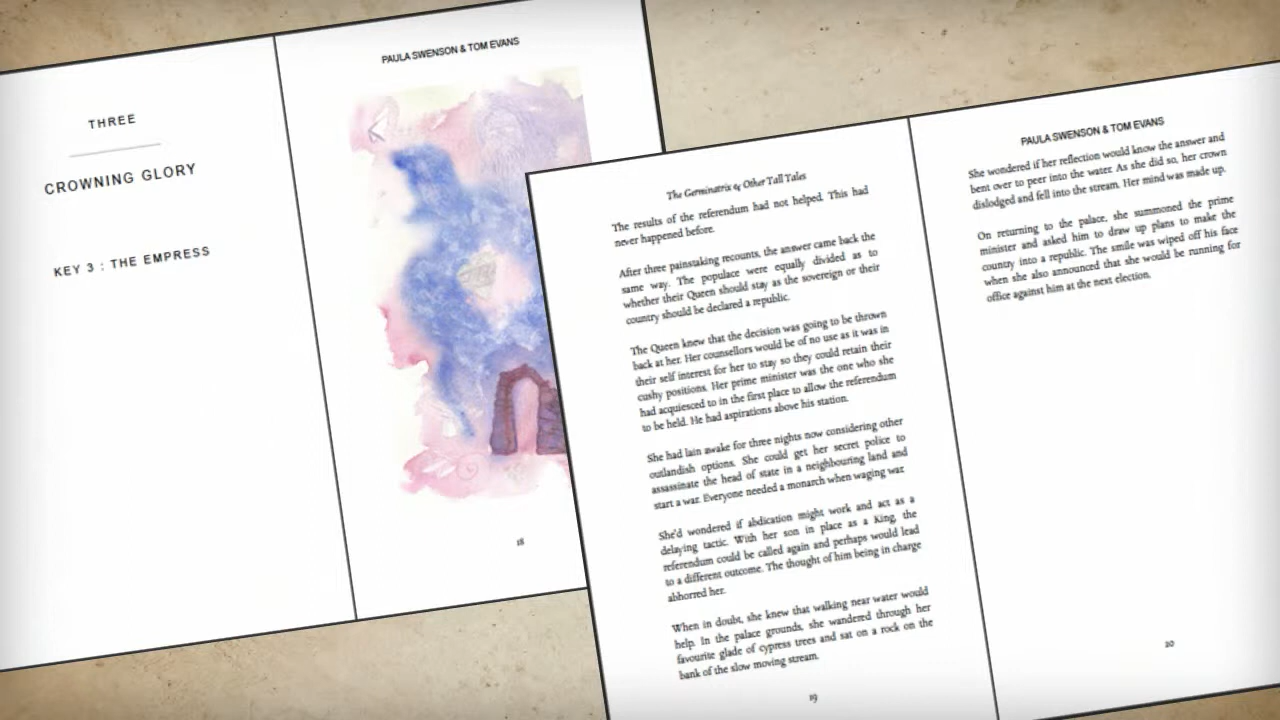 THREE
CROWNING GLORY
KEY 3 : THE EMPRESS
PAULA SWENSON & TOM EVANS
18
The Germinatrix & Other Tall Tales
The results of the referendum had not helped. This had
never happened before.
After three painstaking recounts, the answer came back the
same way. The populace were equally divided as to
whether their Queen should stay as the sovereign or their
country should be declared a republic.
The Queen knew that the decision was going to be thrown
back at her. Her counsellors would be of no use as it was in
their self interest for her to stay so they could retain their
cushy positions. Her prime minister was the one who she
had acquiesced to in the first place to allow the referendum
to be held. He had aspirations above his station.
She had lain awake for three nights now considering other
outlandish options. She could get her secret police to
assassinate the head of state in a neighbouring land and
start a war. Everyone needed a monarch when waging war.
She'd wondered if abdication might work and act as a
delaying tactic. With her son in place as a King, the
referendum could be called again and perhaps would lead
to a different outcome. The thought of him being in charge
abhorred her.
When in doubt, she knew that walking near water would
help. In the palace grounds, she wandered through her
favourite glade of cypress trees and sat on a rock on the
bank of the slow moving stream.
19
PAULA SWENSON & TOM EVANS
She wondered if her reflection would know the answer and
bent over to peer into the water. As she did so, her crown
dislodged and fell into the stream. Her mind was made up.
On returning to the palace, she summoned the prime
minister and asked him to draw up plans to make the
country into a republic. The smile was wiped off his face
when she also announced that she would be running for
office against him at the next election.
20